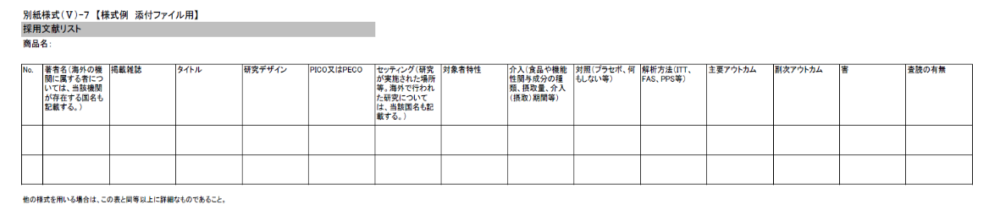 別紙様式(Ⅴ)-7 【様式例 添付ファイル用】
採用文献リスト
商品名:
No.
著者名(海外の機
関に属する者につ
いては、当該機関
が存在する国名も
記載する。)
掲載雑誌
タイトル
研究デザイン
PICO又はPECO
セッティング(研究
が実施された場所
等。海外で行われ
た研究について
は、当該国名も記
載する。)
対象者特性
介入(食品や機能
性関与成分の種
類、摂取量、介入
(摂取)期間等)
対照(プラセボ、何
もしない等)
解析方法(ITT、
FAS、PPS等)
主要アウトカム
副次アウトカム
害
査読の有無
他の様式を用いる場合は、この表と同等以上に詳細なものであること。